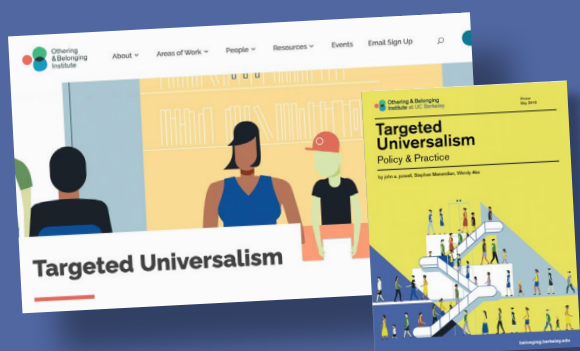 Othering
& Belonging
Institute
About
Areas of Work
People
Resources
Events
Email Sign Up
Targeted Universalism
Othering & Belonging
Institute at UC Berkeley
Primer
May 2019
Targeted
Universalism
Policy & Practice
by john a. powell, Stephen Menendian, Wendy Ake
belonging.berkeley.edu